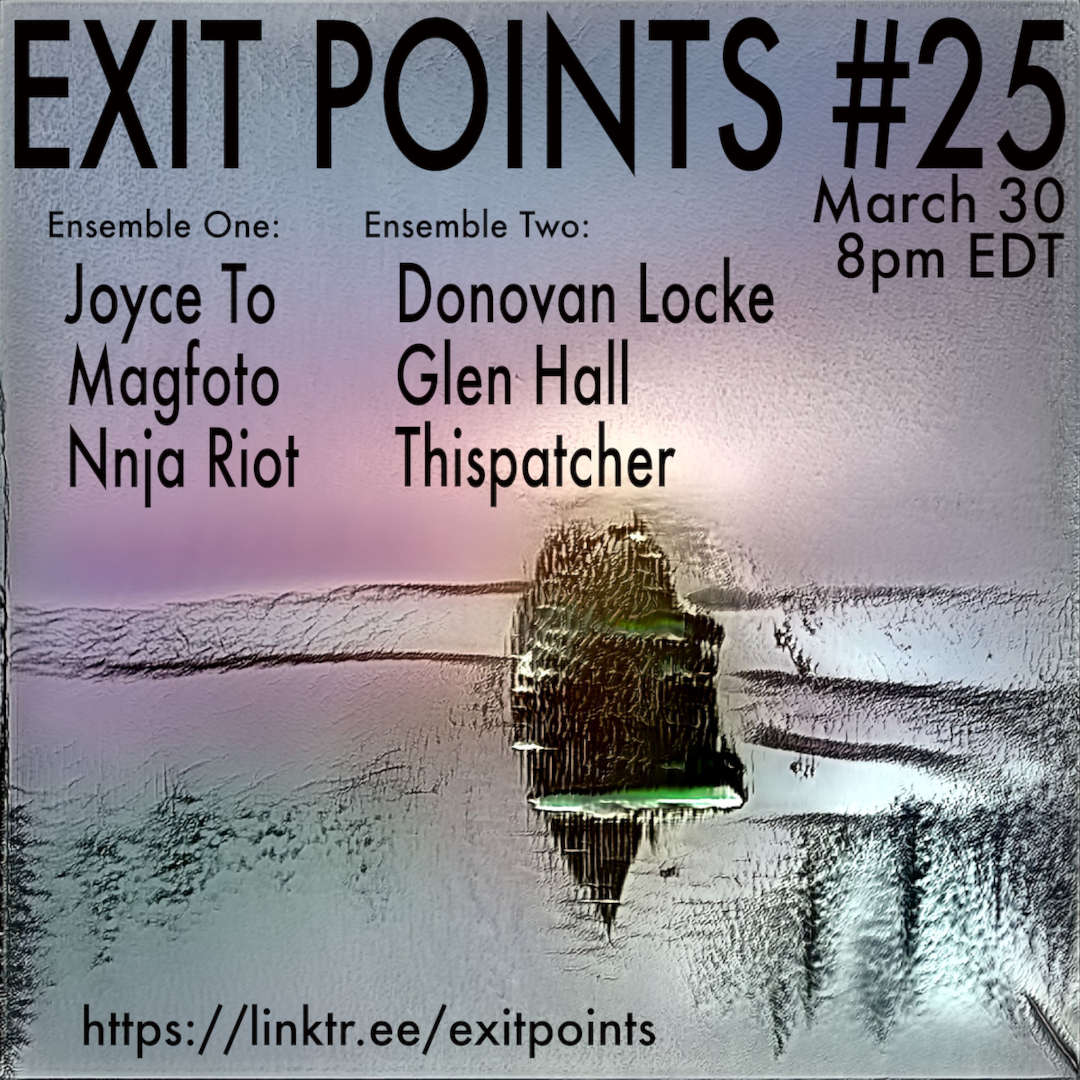 EXIT POINTS #25
March 30
8pm EDT
Ensemble One:
Joyce To
Magfoto
Nnja Riot
Ensemble Two:
Donovan Locke
Glen Hall
Thispatcher
https://linktr.ee/exitpoints